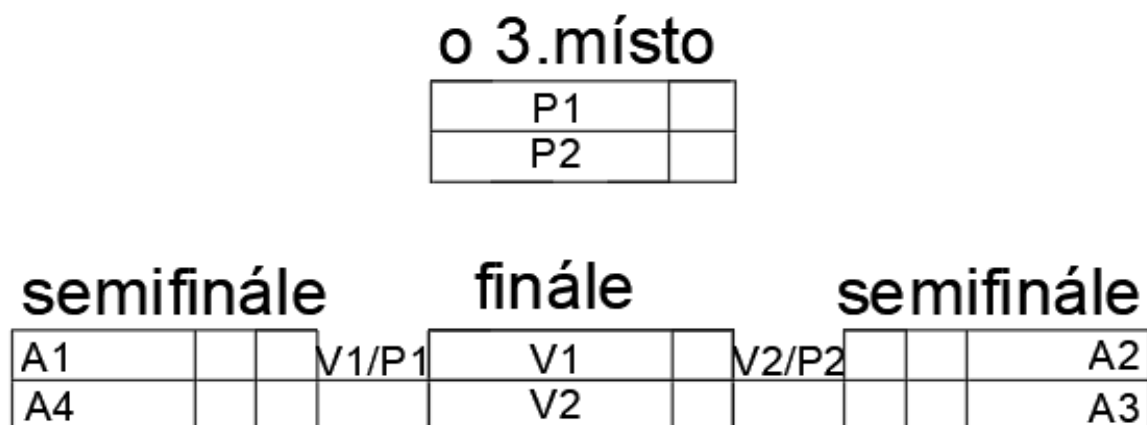 o 3.místo
P1
P2
semifinále finále semifinále
A1 V1/P1 V1 V2/P2 A2
A4 V2 A3